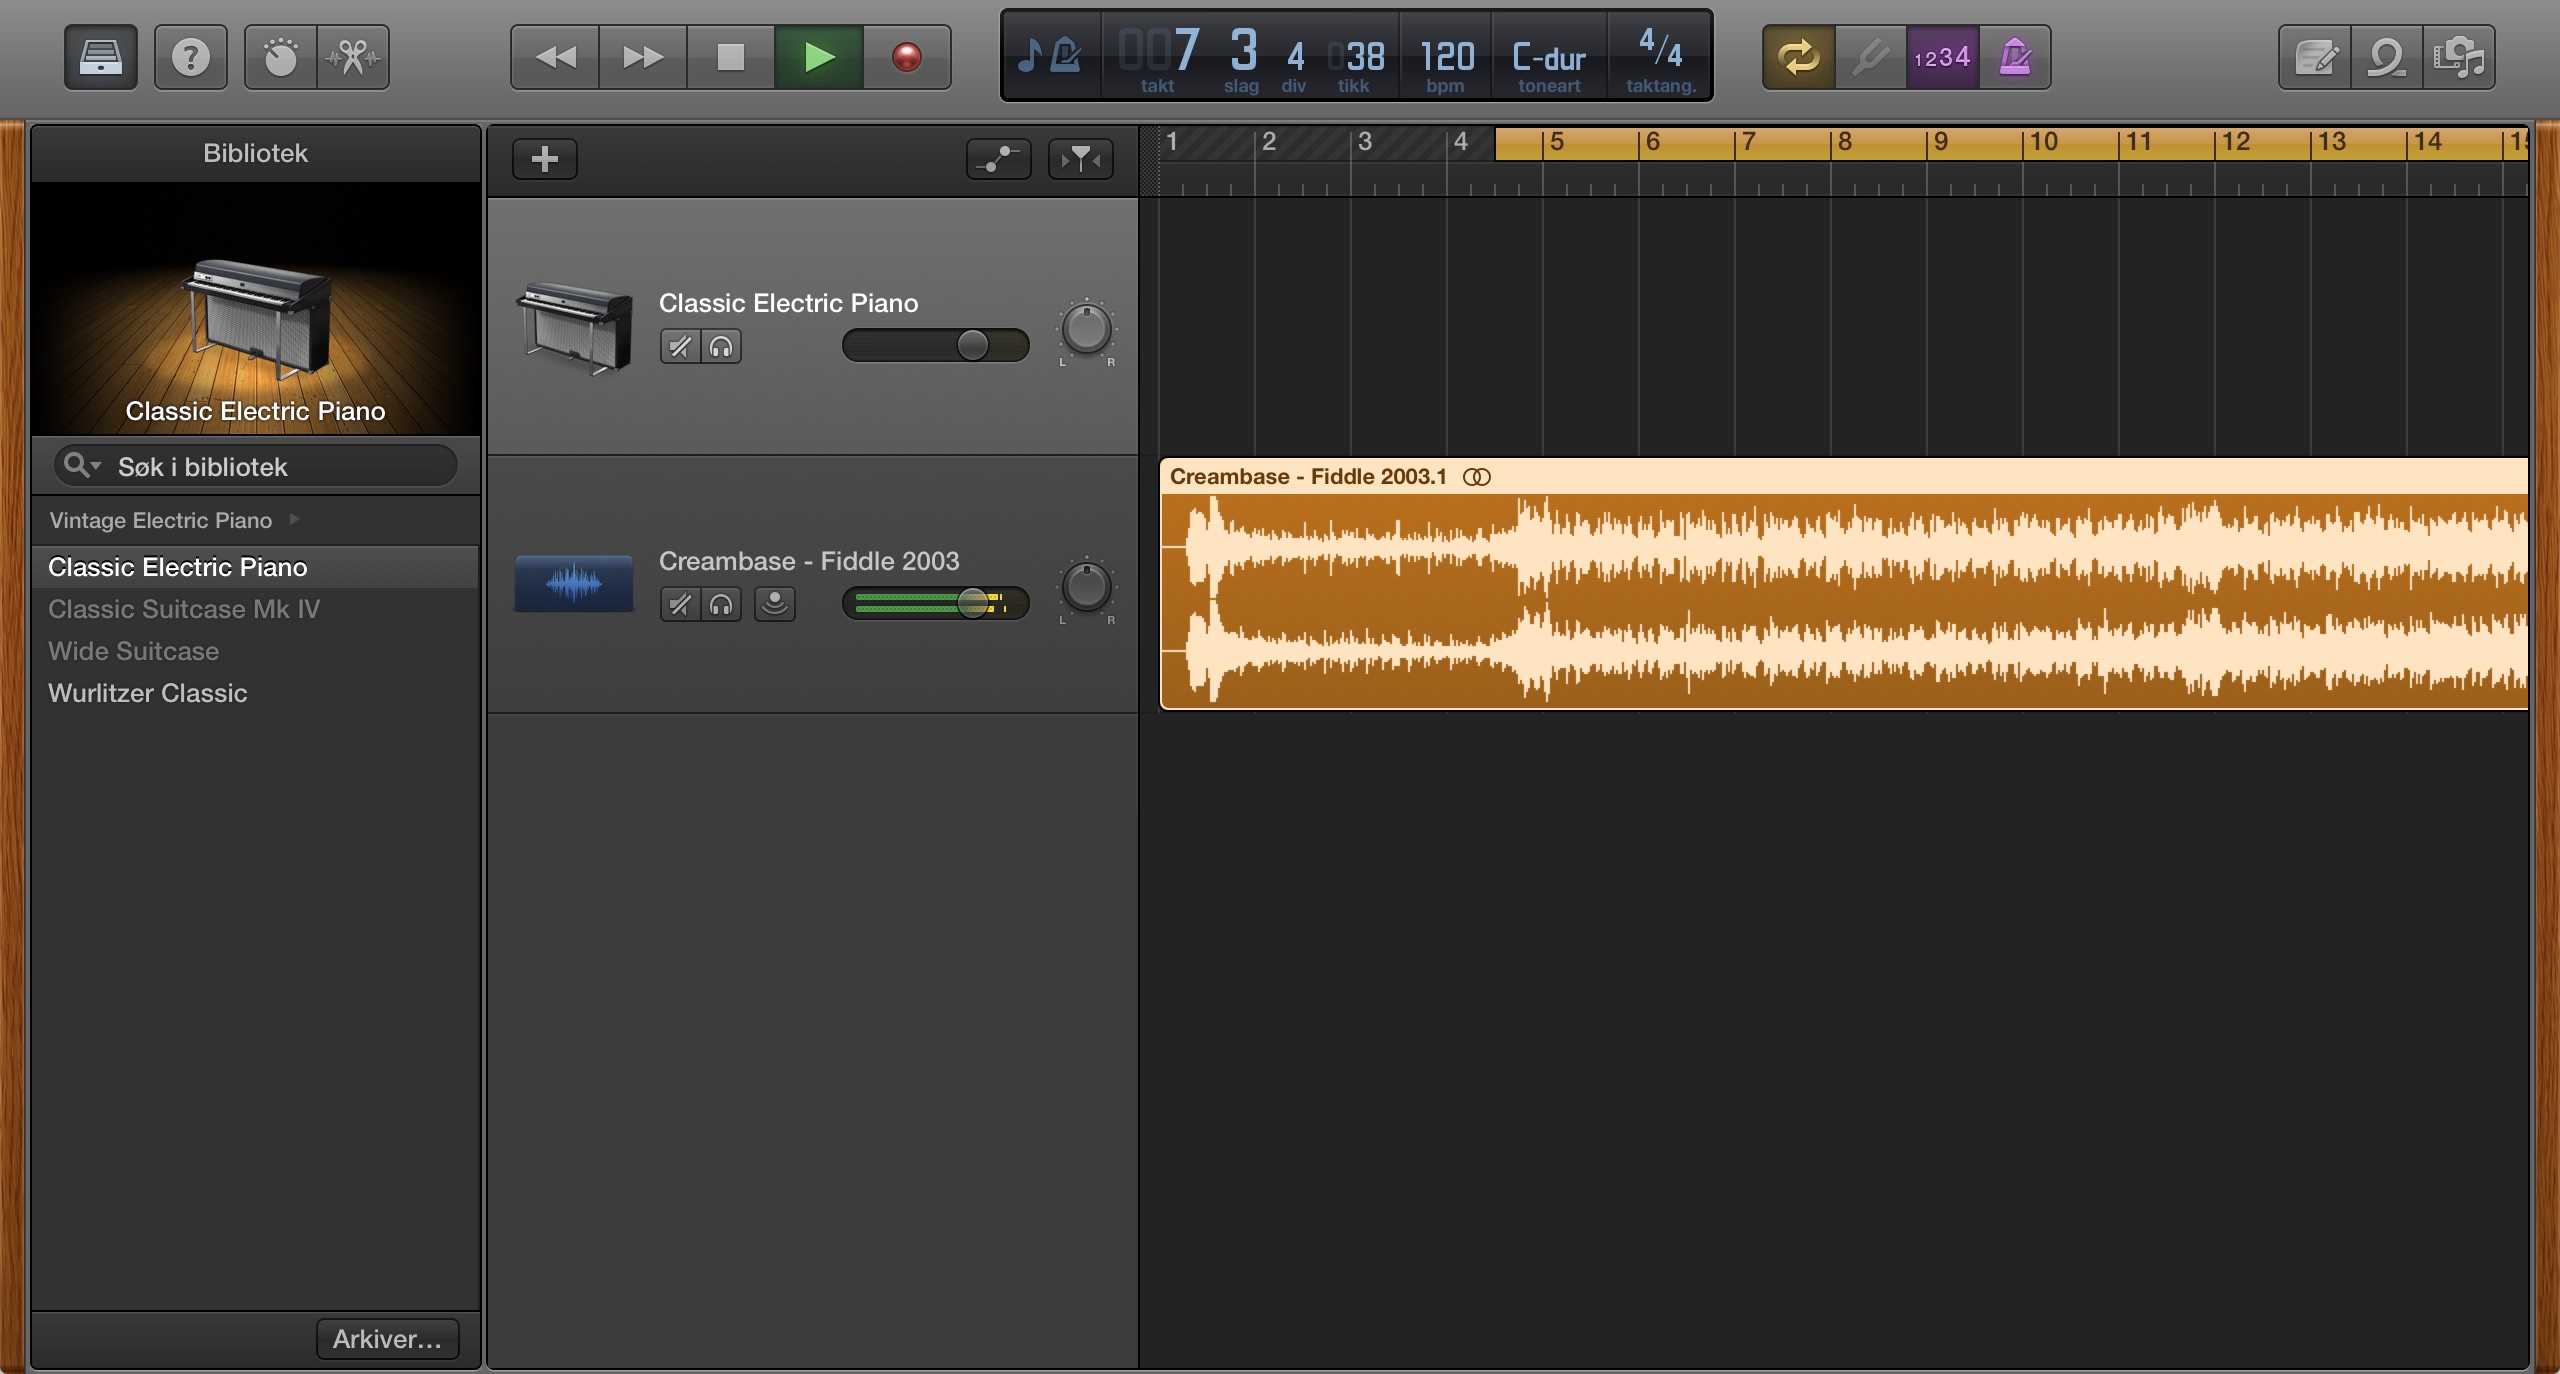 007 3 4 038 120 C-dur 4/4
takt slag div tikk bpm toneart taktang.
1234
Bibliotek
1 2 3 4 5 6 7 8 9 10 11 12 13 14 15
Classic Electric Piano
Søk i bibliotek
Vintage Electric Piano
Classic Electric Piano
Classic Suitcase Mk IV
Wide Suitcase
Wurlitzer Classic
Arkiver...
Classic Electric Piano
L R
Creambase - Fiddle 2003
L R
Creambase - Fiddle 2003.1